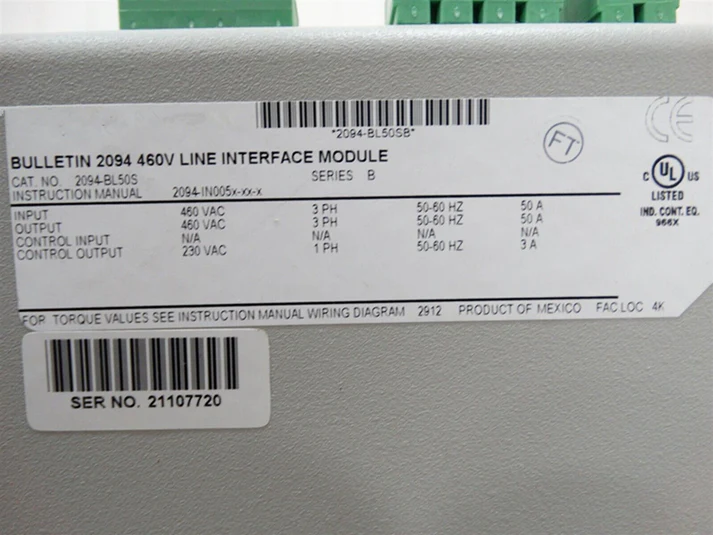 *2094-BL50SB*
FT
CE
BULLETIN 2094 460V LINE INTERFACE MODULE
CAT. NO. 2094-BL50S SERIES B
INSTRUCTION MANUAL 2094-IN005x-xx-x
C UL US
LISTED
IND. CONT. EQ.
966X
INPUT 460 VAC 3 PH 50-60 HZ 50 A
OUTPUT 460 VAC 3 PH 50-60 HZ 50 A
CONTROL INPUT N/A N/A N/A N/A
CONTROL OUTPUT 230 VAC 1 PH 50-60 HZ 3 A
FOR TORQUE VALUES SEE INSTRUCTION MANUAL WIRING DIAGRAM 2912 PRODUCT OF MEXICO FAC LOC 4K
SER NO. 21107720